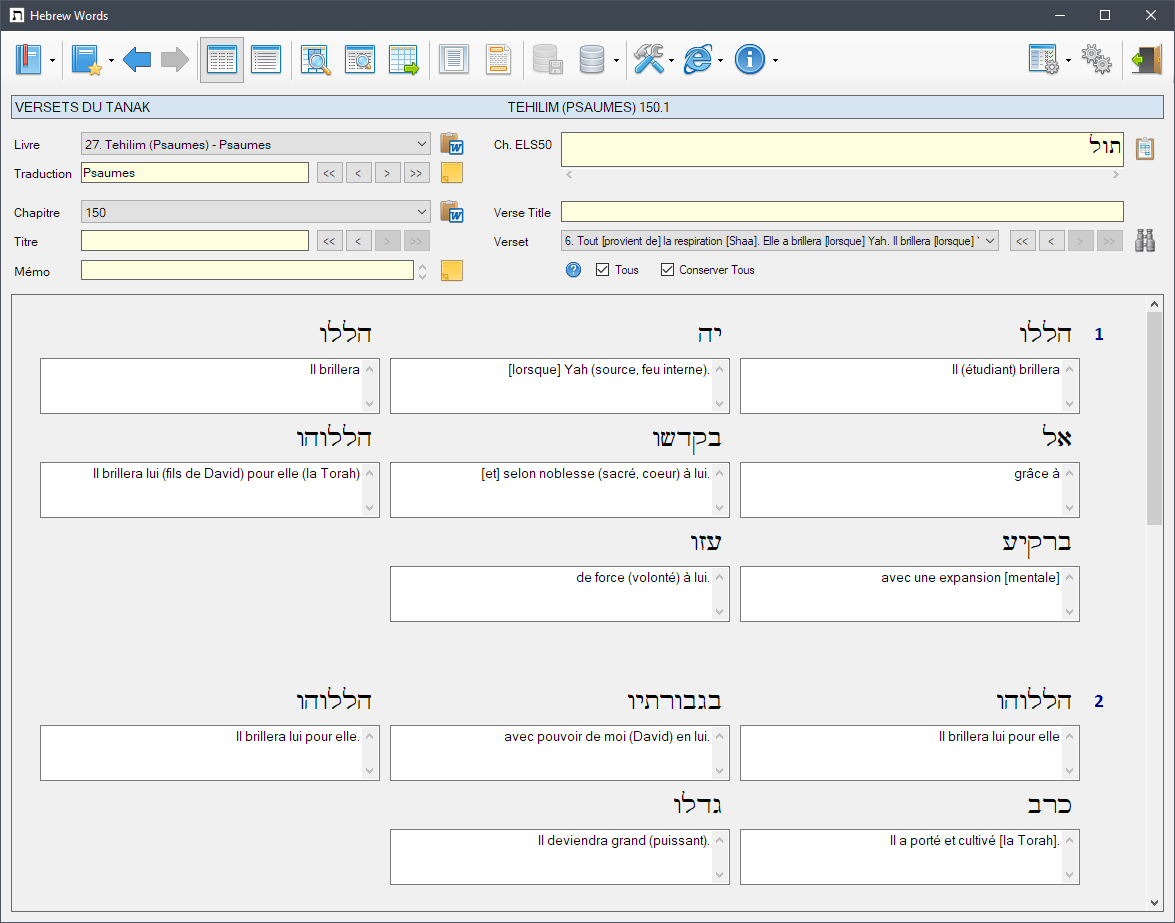 Hebrew Words
VERSETS DU TANAK TEHILIM (PSAUMES) 150.1
Livre 27. Tehilim (Psaumes) - Psaumes Ch. ELS50 תול
Traduction Psaumes << < > >>
Chapitre 150 Verse Title
Titre << < > >> Verset 6. Tout [provient de] la respiration [Shaa]. Elle a brillera [lorsque] Yah. Il brillera [lorsque] ' << < > >>
Mémo Tous Conserver Tous
1
הללו יה הללו
Il (étudiant) brillera
[lorsque] Yah (source, feu interne).
Il brillera
אל בקדשו הללוהו
grâce à
[et] selon noblesse (sacré, coeur) à lui.
Il brillera lui (fils de David) pour elle (la Torah)
ברקיע עזו
avec une expansion [mentale]
de force (volonté) à lui.
2
הללוהו בגבורתיו הללוהו
Il brillera lui pour elle
avec pouvoir de moi (David) en lui.
Il brillera lui pour elle.
כרב גדלו
Il a porté et cultivé [la Torah].
Il deviendra grand (puissant).